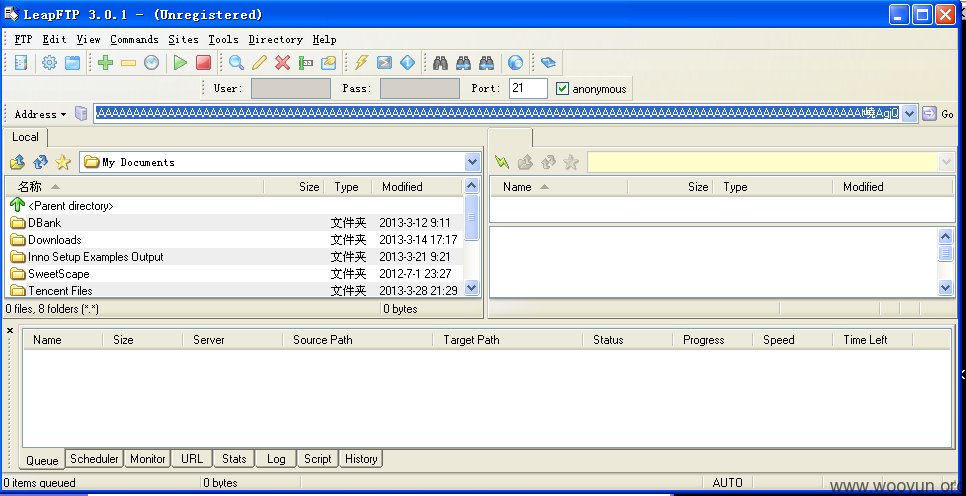 LeapFTP 3.0.1 - (Unregistered)
FTP Edit View Commands Sites Tools Directory Help
User: Pass: Port: 21 anonymous
Address Go
Local
My Documents
名称 Size Type Modified Name Size Type Modified
<Parent directory>
DBank 文件夹 2013-3-12 9:11
Downloads 文件夹 2013-3-14 17:17
Inno Setup Examples Output 文件夹 2013-3-21 9:21
SweetScape 文件夹 2012-7-1 23:27
Tencent Files 文件夹 2013-3-28 21:29
0 files, 8 folders (*.*) 0 bytes
Name Size Server Source Path Target Path Status Progress Speed Time Left
Queue Scheduler Monitor URL Stats Log Script History
0 items queued 0 bytes AUTO
www.wooyun.org